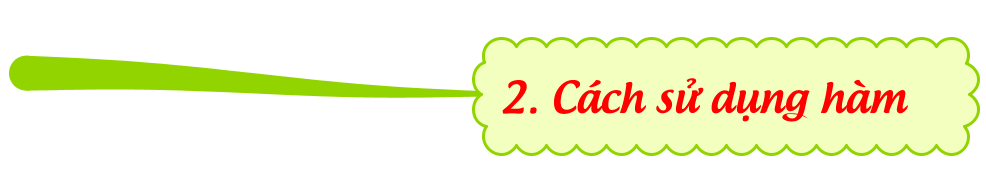 2. Cách sử dụng hàm